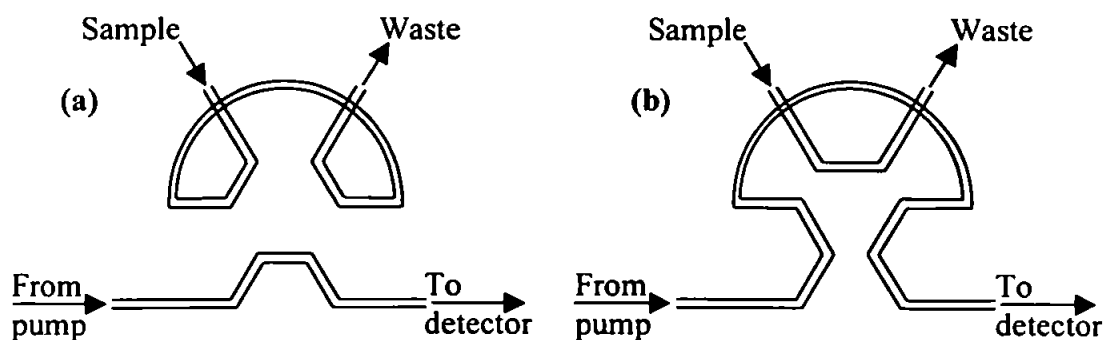 Sample
Waste
(a)
From
pump
To
detector
Sample
Waste
(b)
From
pump
To
detector